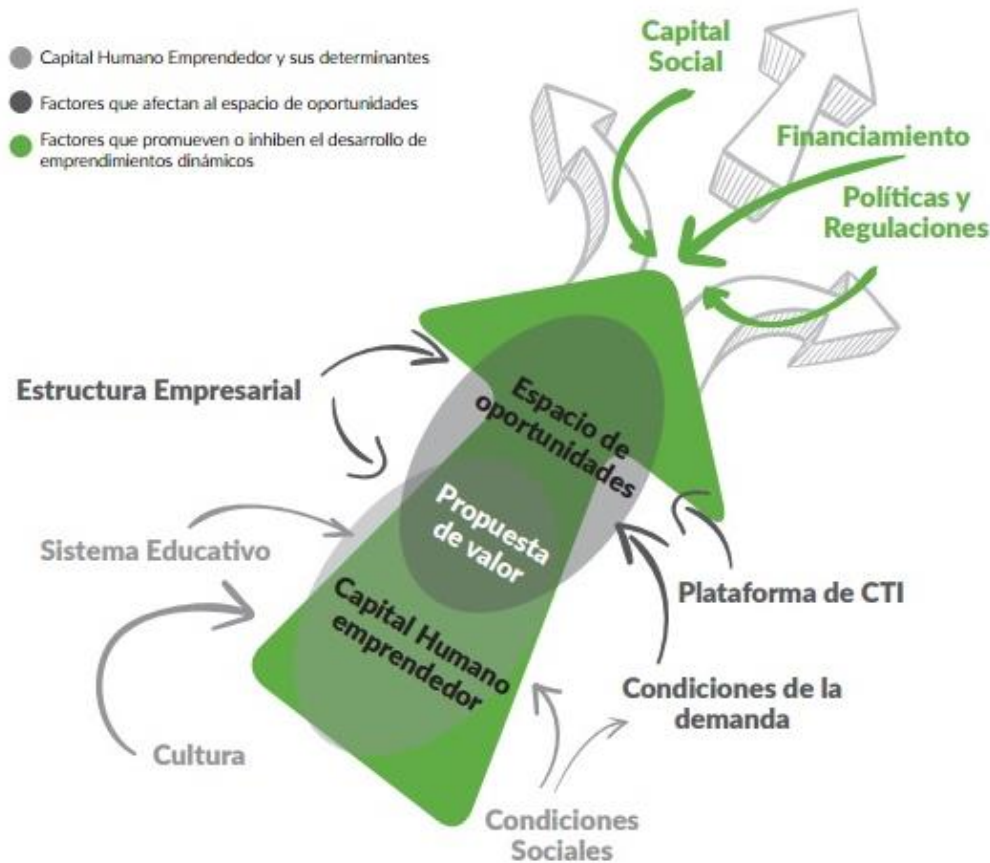 Capital Humano Emprendedor y sus determinantes
Factores que afectan al espacio de oportunidades
Factores que promueven o inhiben el desarrollo de
emprendimientos dinámicos
Capital
Social
Financiamiento
Políticas y
Regulaciones
Estructura Empresarial
Espacio de
oportunidades
Propuesta
de valor
Sistema Educativo
Plataforma de CTI
Capital Humano
emprendedor
Condiciones de la
demanda
Cultura
Condiciones
Sociales